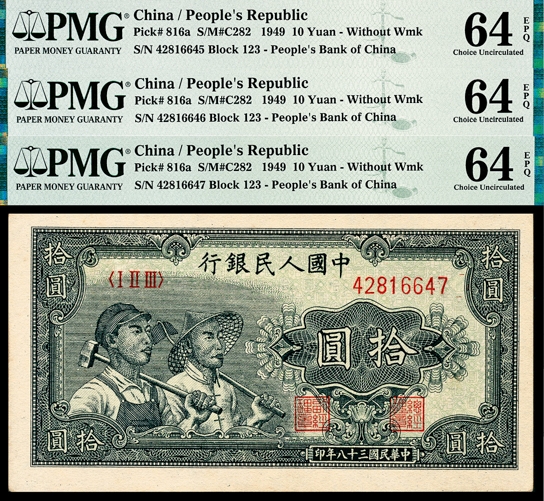 PMG® China / People's Republic 64 EPQ
Pick# 816a S/M#C282 1949 10 Yuan - Without Wmk
PAPER MONEY GUARANTY S/N 42816645 Block 123 - People's Bank of China Choice Uncirculated
PMG® China / People's Republic 64 EPQ
Pick# 816a S/M#C282 1949 10 Yuan - Without Wmk
PAPER MONEY GUARANTY S/N 42816646 Block 123 - People's Bank of China Choice Uncirculated
PMG® China / People's Republic 64 EPQ
Pick# 816a S/M#C282 1949 10 Yuan - Without Wmk
PAPER MONEY GUARANTY S/N 42816647 Block 123 - People's Bank of China Choice Uncirculated
拾圓
行銀民人國中
拾圓
〈I II III〉
42816647
圓拾
圓
拾
印年八十三國民華中
圓
拾